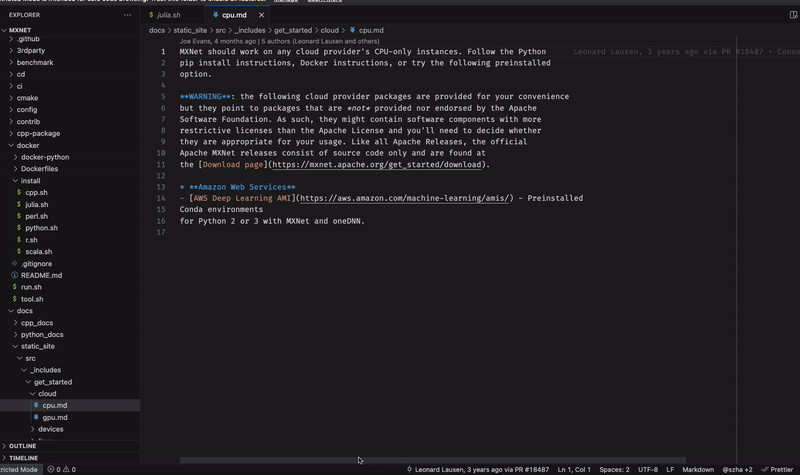 EXPLORER
julia.sh
cpu.md
MXNET
docs > static_site > src > _includes > get_started > cloud > cpu.md
.github
3rdparty
benchmark
cd
ci
cmake
config
contrib
cpp-package
docker
docker-python
Dockerfiles
install
cpp.sh
julia.sh
perl.sh
python.sh
r.sh
scala.sh
.gitignore
README.md
run.sh
tool.sh
docs
cpp_docs
python_docs
static_site
src
_includes
get_started
cloud
cpu.md
gpu.md
devices
OUTLINE
TIMELINE
Joe Evans, 4 months ago | 5 authors (Leonard Lausen and others)
1 MXNet should work on any cloud provider's CPU-only instances. Follow the Python Leonard Lausen, 3 years ago via PR #18487 • Conso
2 pip install instructions, Docker instructions, or try the following preinstalled
3 option.
4
5 **WARNING**: the following cloud provider packages are provided for your convenience
6 but they point to packages that are *not* provided nor endorsed by the Apache
7 Software Foundation. As such, they might contain software components with more
8 restrictive licenses than the Apache License and you'll need to decide whether
9 they are appropriate for your usage. Like all Apache Releases, the official
10 Apache MXNet releases consist of source code only and are found at
11 the [Download page](https://mxnet.apache.org/get_started/download).
12
13 * **Amazon Web Services**
14 - [AWS Deep Learning AMI](https://aws.amazon.com/machine-learning/amis/) - Preinstalled
15 Conda environments
16 for Python 2 or 3 with MXNet and oneDNN.
17
tricted Mode 0 0 Leonard Lausen, 3 years ago via PR #18487 Ln 1, Col 1 Spaces: 2 UTF-8 LF Markdown @szha +2 Prettier